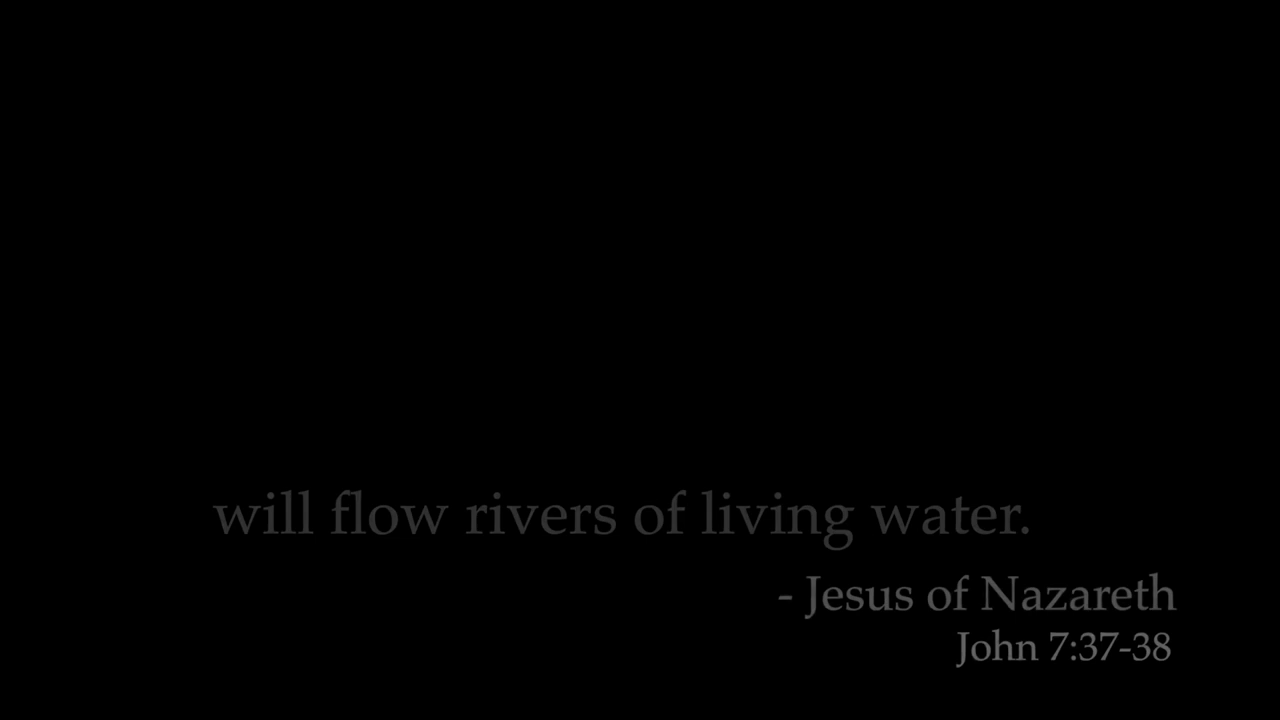 will flow rivers of living water.
- Jesus of Nazareth
John 7:37-38